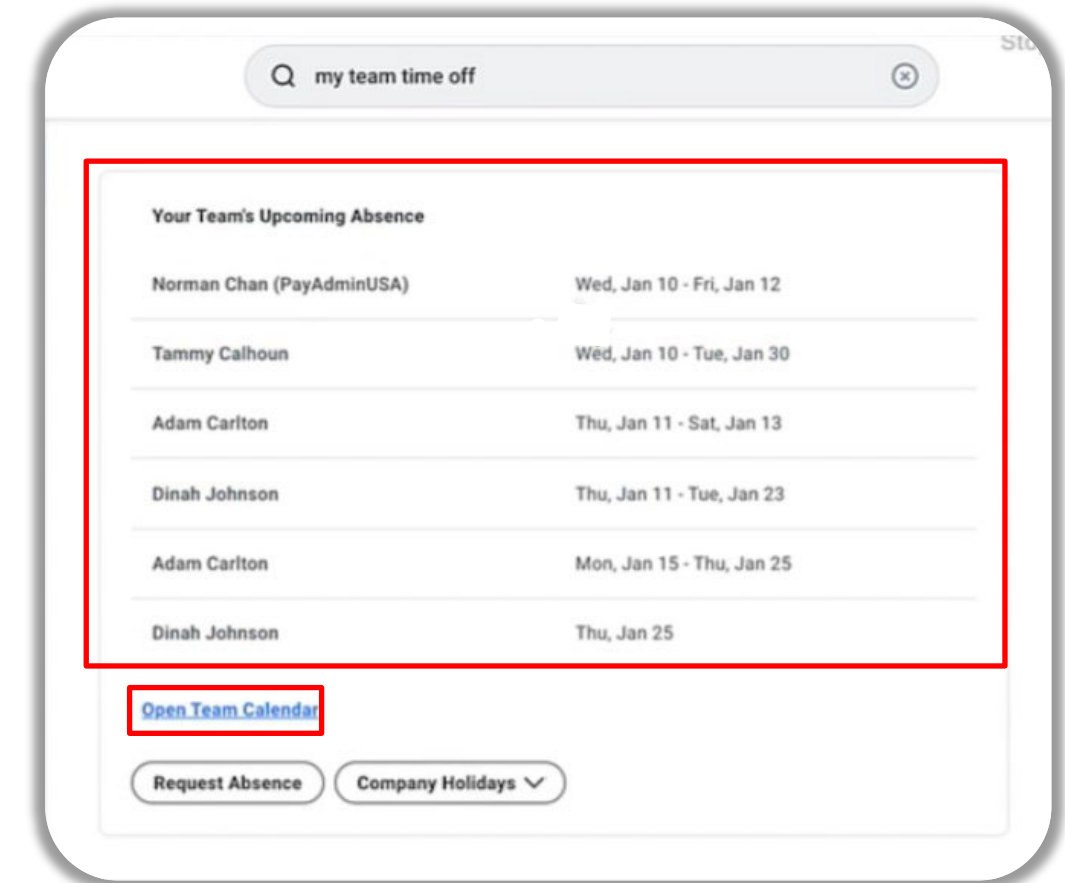 my team time off
Your Team's Upcoming Absence
Norman Chan (PayAdminUSA) Wed, Jan 10 - Fri, Jan 12
Tammy Calhoun Wed, Jan 10 - Tue, Jan 30
Adam Carlton Thu, Jan 11 - Sat, Jan 13
Dinah Johnson Thu, Jan 11 - Tue, Jan 23
Adam Carlton Mon, Jan 15 - Thu, Jan 25
Dinah Johnson Thu, Jan 25
Open Team Calendar
Request Absence Company Holidays